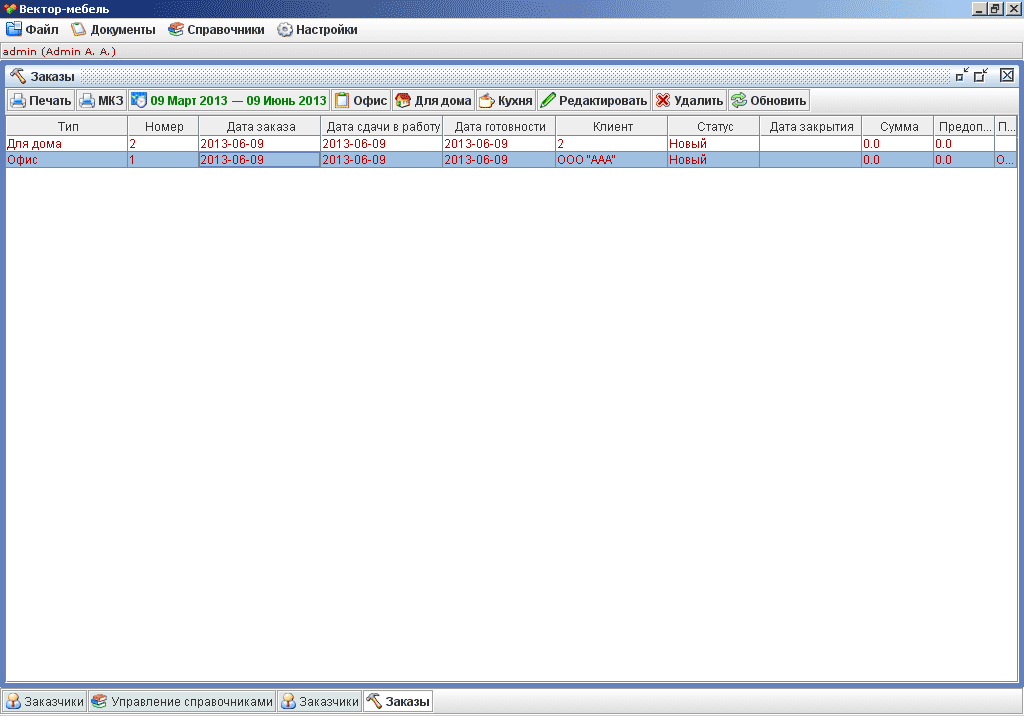 Вектор-мебель
Файл Документы Справочники Настройки
admin (Admin A. A.)
Заказы
Печать МКЗ 09 Март 2013 — 09 Июнь 2013 Офис Для дома Кухня Редактировать Удалить Обновить
Тип Номер Дата заказа Дата сдачи в работу Дата готовности Клиент Статус Дата закрытия Сумма Предоп... П...
Для дома 2 2013-06-09 2013-06-09 2013-06-09 2 Новый 0.0 0.0
Офис 1 2013-06-09 2013-06-09 2013-06-09 ООО "ААА" Новый 0.0 0.0 О...
Заказчики Управление справочниками Заказчики Заказы